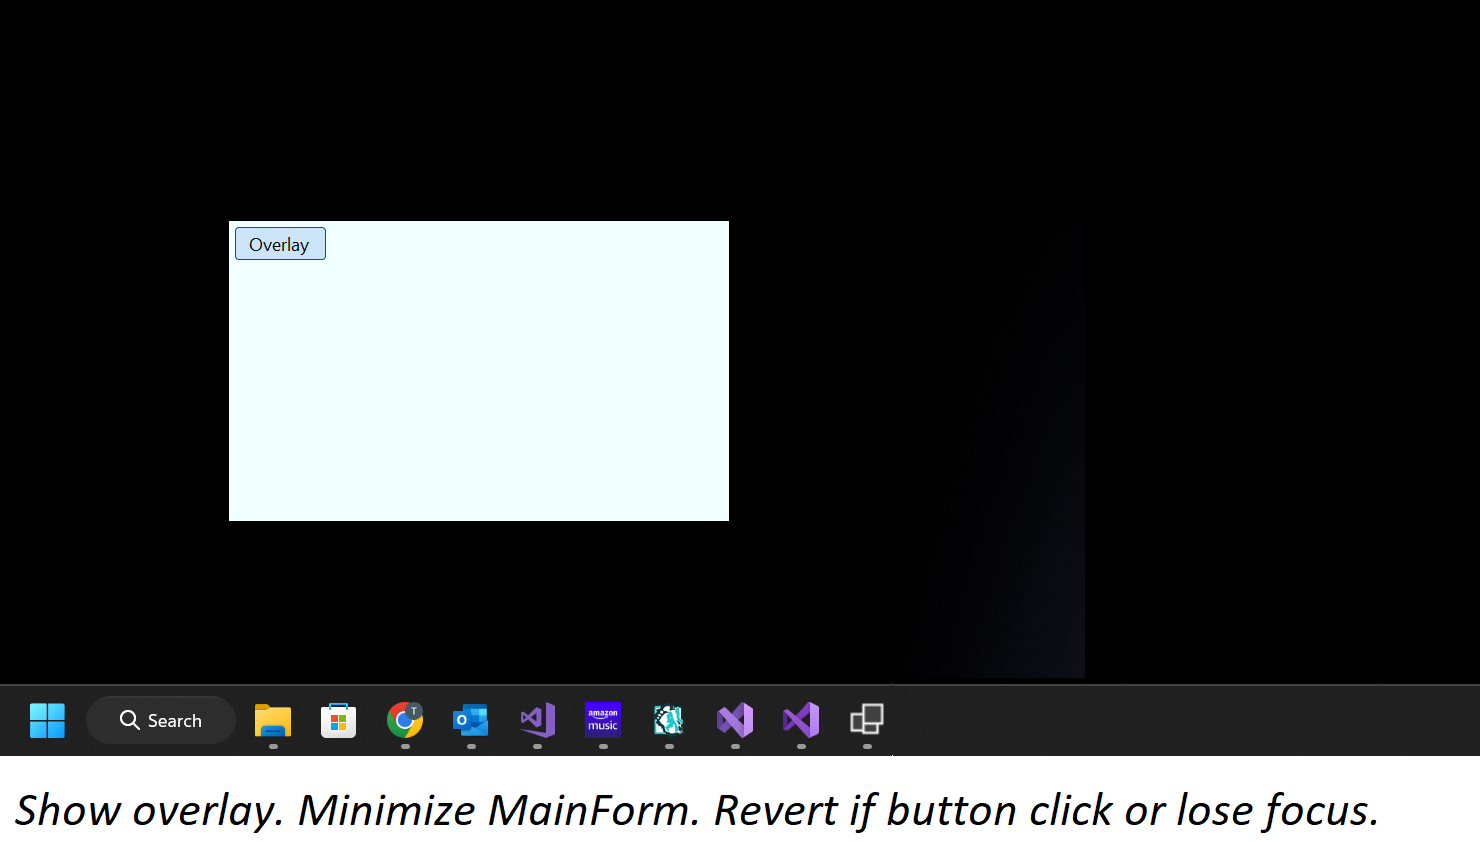 Overlay
Search
T
O
amazon
music
Show overlay. Minimize MainForm. Revert if button click or lose focus.